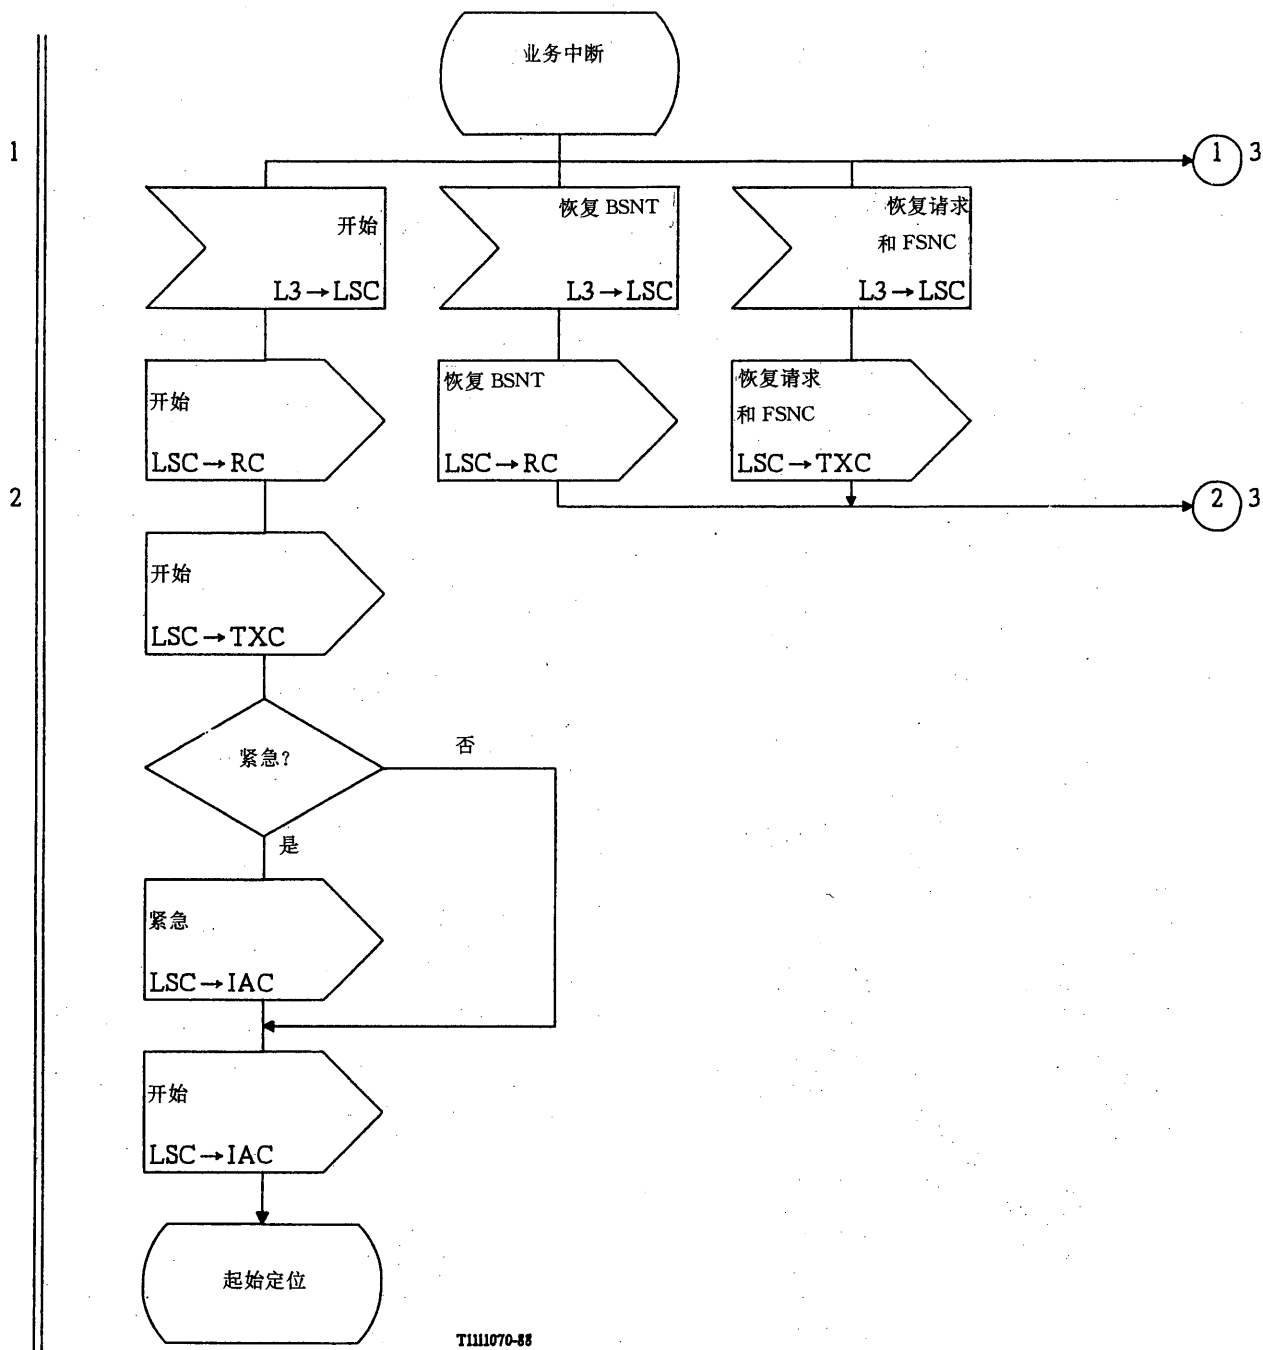 业务中断
1
1
3
开始
L3→LSC
恢复 BSNT
L3→LSC
恢复请求
和 FSNC
L3→LSC
开始
LSC→RC
恢复 BSNT
LSC→RC
恢复请求
和 FSNC
LSC→TXC
2
2
3
开始
LSC→TXC
紧急?
否
是
紧急
LSC→IAC
开始
LSC→IAC
起始定位
T1111070-88